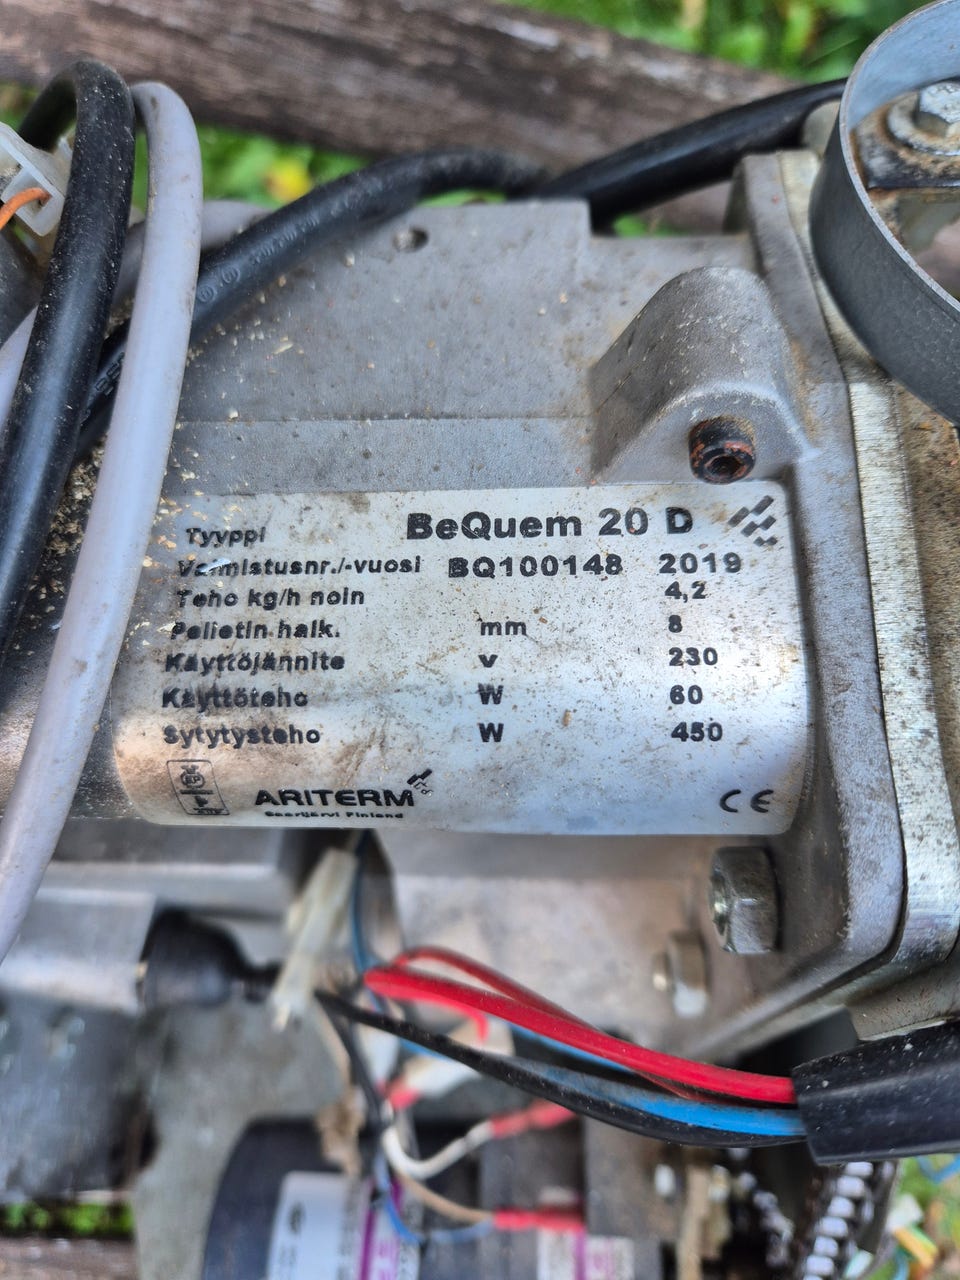 Tyyppi BeQuem 20 D
Valmistusnr./-vuosi BQ100148 2019
Teho kg/h noin 4,2
Pelletin halk. mm 8
Käyttöjännite V 230
Käyttöteho W 60
Sytytysteho W 450
ARITERM CE
Saarijärvi Finland